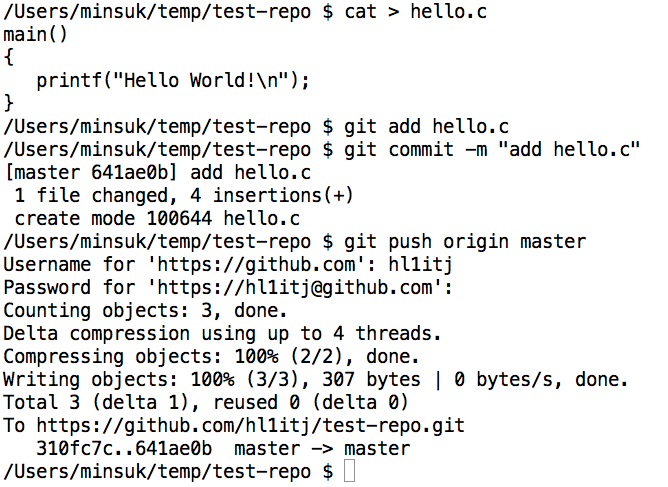 /Users/minsuk/temp/test-repo $ cat > hello.c
main()
{
   printf("Hello World!\n");
}
/Users/minsuk/temp/test-repo $ git add hello.c
/Users/minsuk/temp/test-repo $ git commit -m "add hello.c"
[master 641ae0b] add hello.c
 1 file changed, 4 insertions(+)
 create mode 100644 hello.c
/Users/minsuk/temp/test-repo $ git push origin master
Username for 'https://github.com': hl1itj
Password for 'https://hl1itj@github.com':
Counting objects: 3, done.
Delta compression using up to 4 threads.
Compressing objects: 100% (2/2), done.
Writing objects: 100% (3/3), 307 bytes | 0 bytes/s, done.
Total 3 (delta 1), reused 0 (delta 0)
To https://github.com/hl1itj/test-repo.git
   310fc7c..641ae0b  master -> master
/Users/minsuk/temp/test-repo $